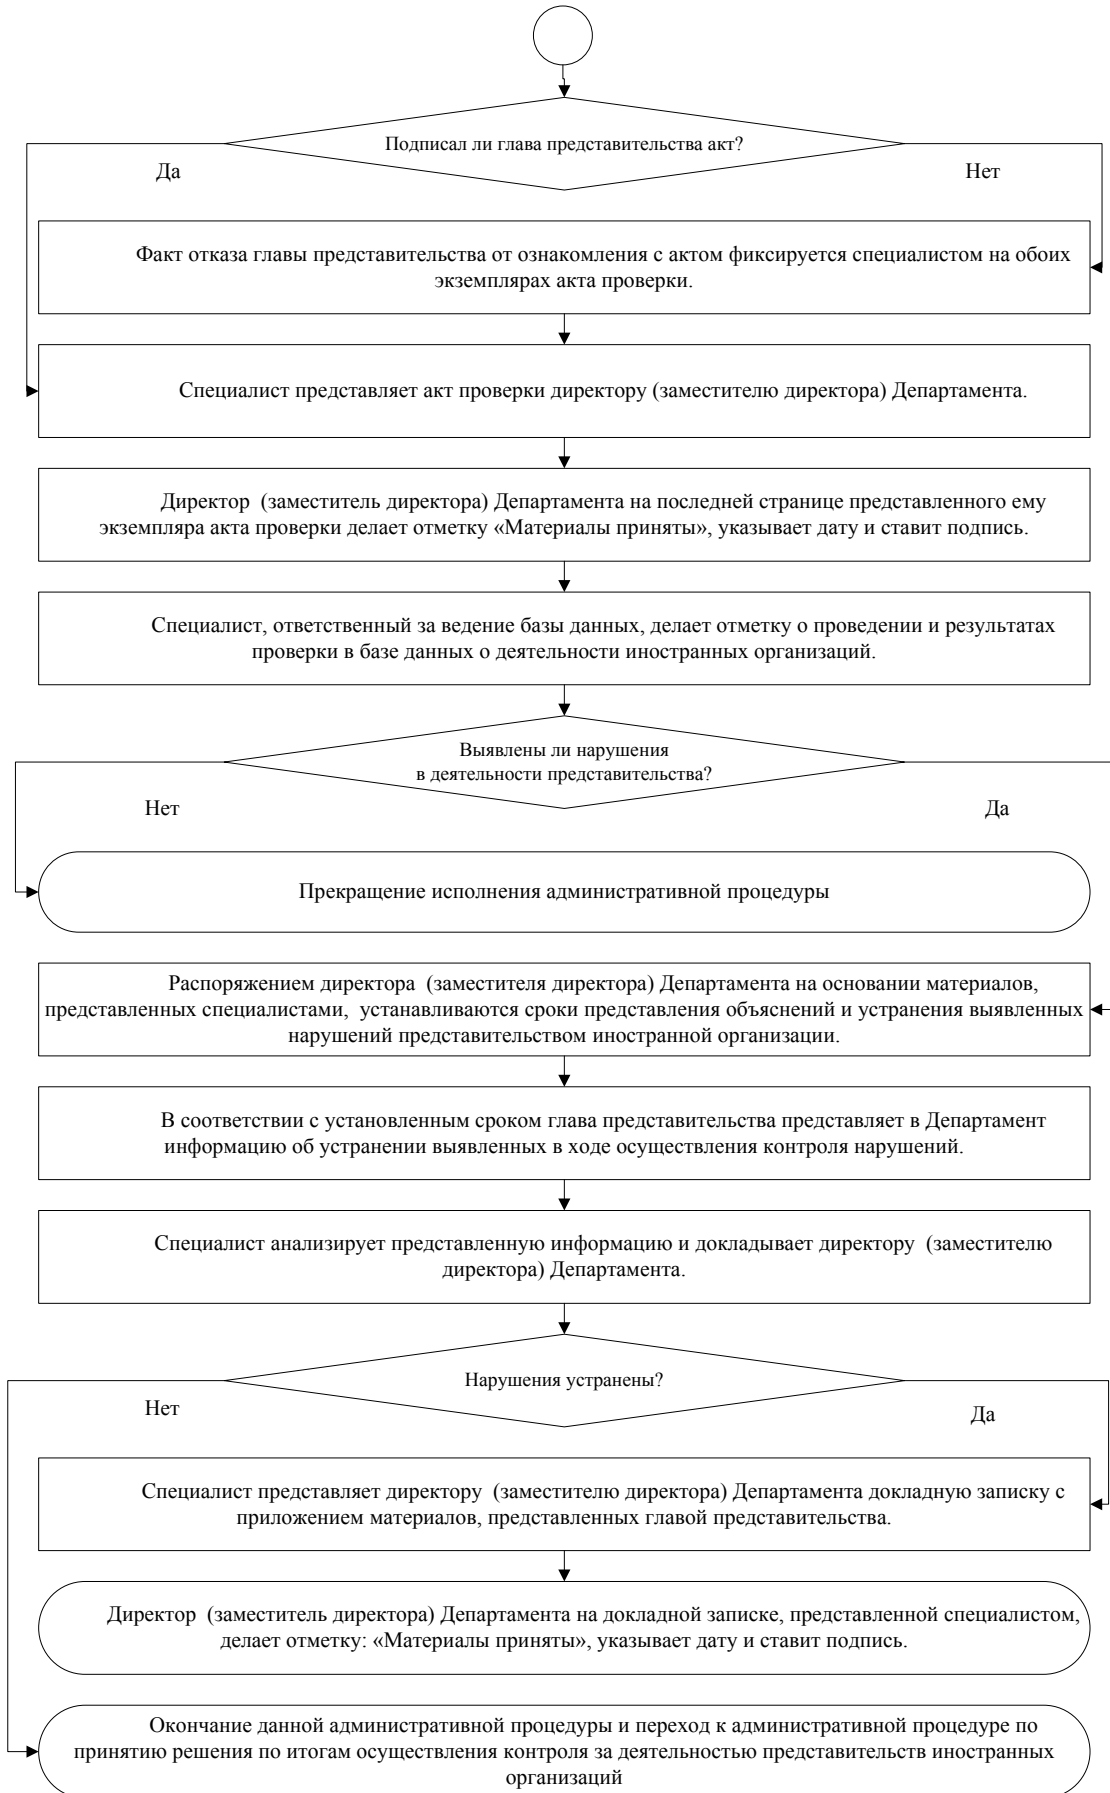 Подписал ли глава представительства акт?
Да
Нет
Факт отказа главы представительства от ознакомления с актом фиксируется специалистом на обоих
экземплярах акта проверки.
Специалист представляет акт проверки директору (заместителю директора) Департамента.
Директор (заместитель директора) Департамента на последней странице представленного ему
экземпляра акта проверки делает отметку «Материалы приняты», указывает дату и ставит подпись.
Специалист, ответственный за ведение базы данных, делает отметку о проведении и результатах
проверки в базе данных о деятельности иностранных организаций.
Выявлены ли нарушения
в деятельности представительства?
Нет
Да
Прекращение исполнения административной процедуры
Распоряжением директора (заместителя директора) Департамента на основании материалов,
представленных специалистами, устанавливаются сроки представления объяснений и устранения выявленных
нарушений представительством иностранной организации.
В соответствии с установленным сроком глава представительства представляет в Департамент
информацию об устранении выявленных в ходе осуществления контроля нарушений.
Специалист анализирует представленную информацию и докладывает директору (заместителю
директора) Департамента.
Нарушения устранены?
Нет
Да
Специалист представляет директору (заместителю директора) Департамента докладную записку с
приложением материалов, представленных главой представительства.
Директор (заместитель директора) Департамента на докладной записке, представленной специалистом,
делает отметку: «Материалы приняты», указывает дату и ставит подпись.
Окончание данной административной процедуры и переход к административной процедуре по
принятию решения по итогам осуществления контроля за деятельностью представительств иностранных
организаций